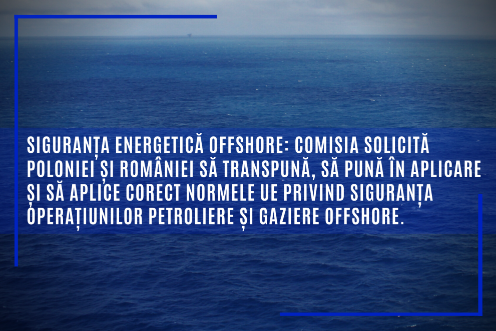 SIGURANȚA ENERGETICĂ OFFSHORE: COMISIA SOLICITĂ
POLONIEI ȘI ROMÂNIEI SĂ TRANSPUNĂ, SĂ PUNĂ ÎN APLICARE
ȘI SĂ APLICE CORECT NORMELE UE PRIVIND SIGURANȚA
OPERAȚIUNILOR PETROLIERE ȘI GAZIERE OFFSHORE.